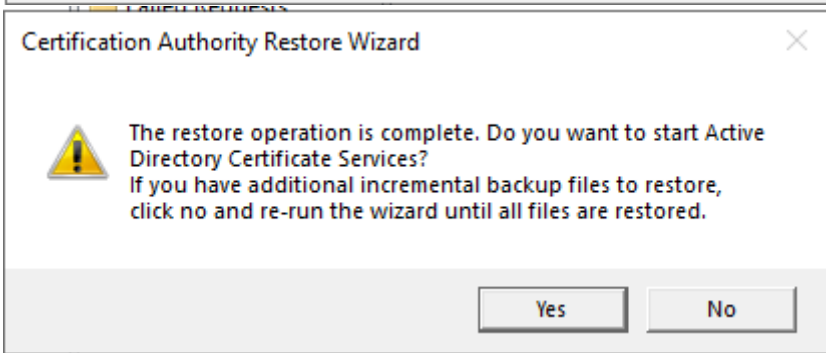 Failed Requests
Certification Authority Restore Wizard
The restore operation is complete. Do you want to start Active
Directory Certificate Services?
If you have additional incremental backup files to restore,
click no and re-run the wizard until all files are restored.
Yes
No